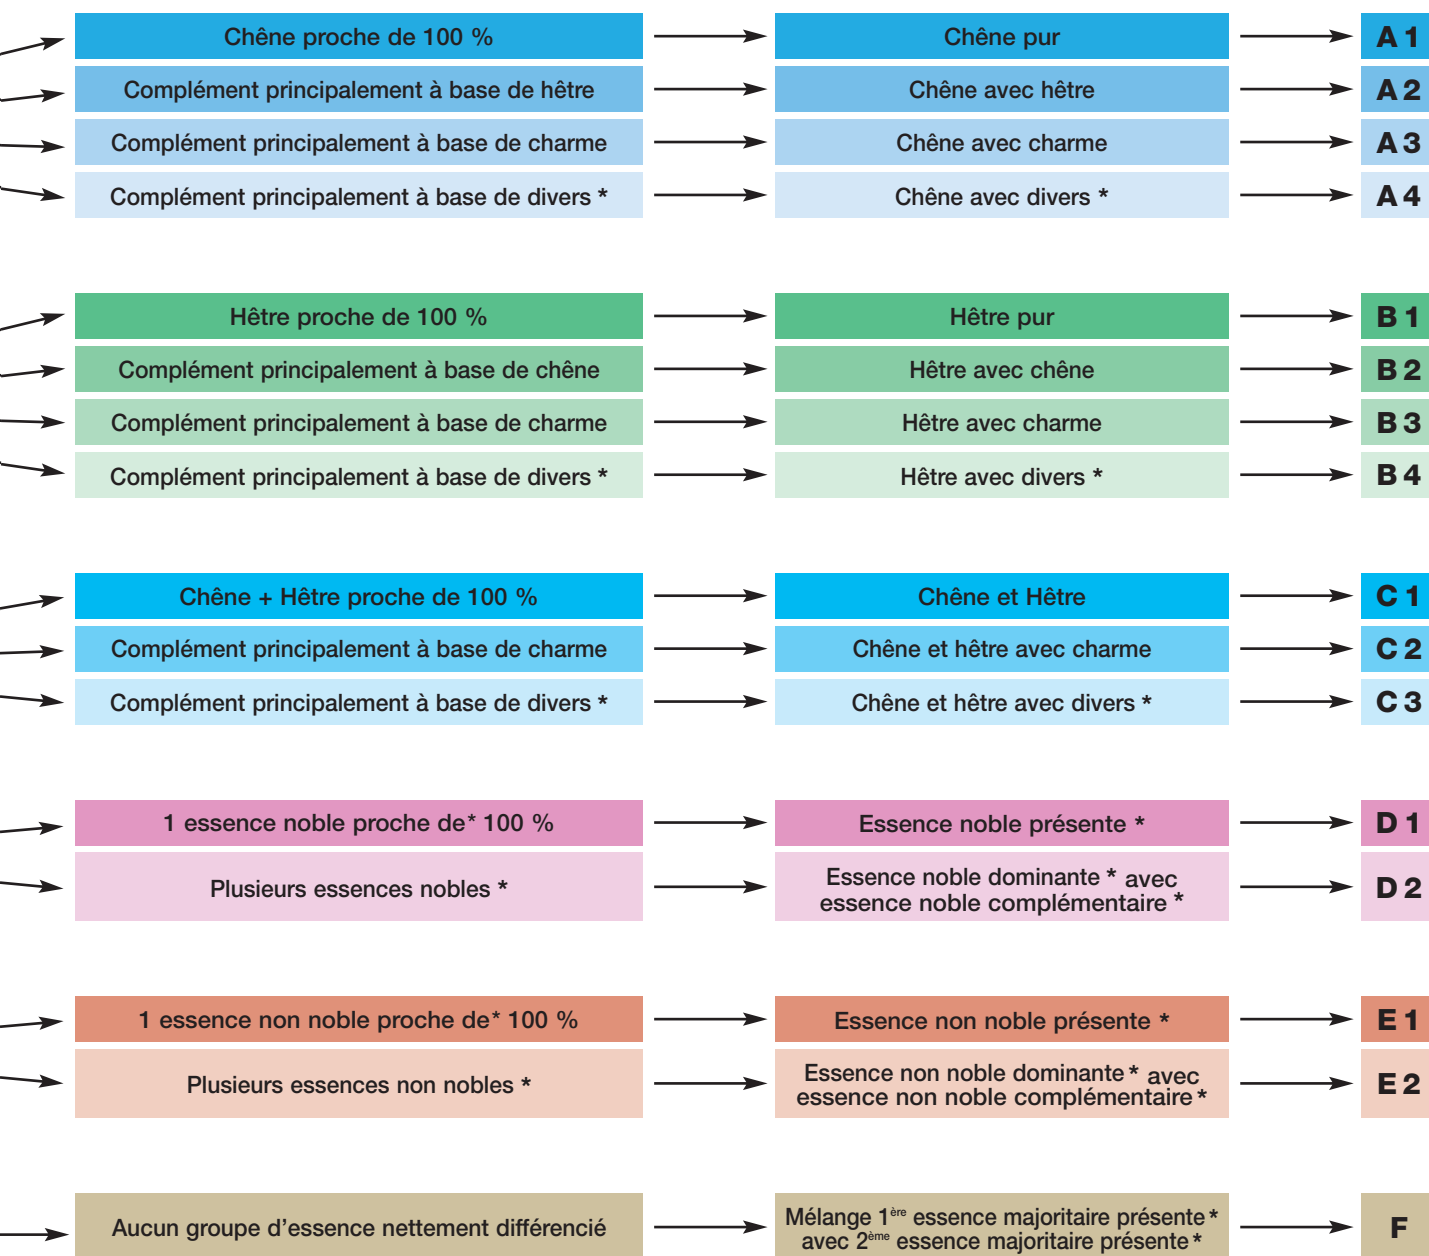 Chêne proche de 100 % Chêne pur A 1
Complément principalement à base de hêtre Chêne avec hêtre A 2
Complément principalement à base de charme Chêne avec charme A 3
Complément principalement à base de divers * Chêne avec divers * A 4
Hêtre proche de 100 % Hêtre pur B 1
Complément principalement à base de chêne Hêtre avec chêne B 2
Complément principalement à base de charme Hêtre avec charme B 3
Complément principalement à base de divers * Hêtre avec divers * B 4
Chêne + Hêtre proche de 100 % Chêne et Hêtre C 1
Complément principalement à base de charme Chêne et hêtre avec charme C 2
Complément principalement à base de divers * Chêne et hêtre avec divers * C 3
1 essence noble proche de* 100 % Essence noble présente * D 1
Plusieurs essences nobles *
Essence noble dominante * avec
essence noble complémentaire *
D 2
1 essence non noble proche de* 100 % Essence non noble présente * E 1
Plusieurs essences non nobles *
Essence non noble dominante * avec
essence non noble complémentaire *
E 2
Aucun groupe d'essence nettement différencié
Mélange 1ère essence majoritaire présente *
avec 2ème essence majoritaire présente *
F